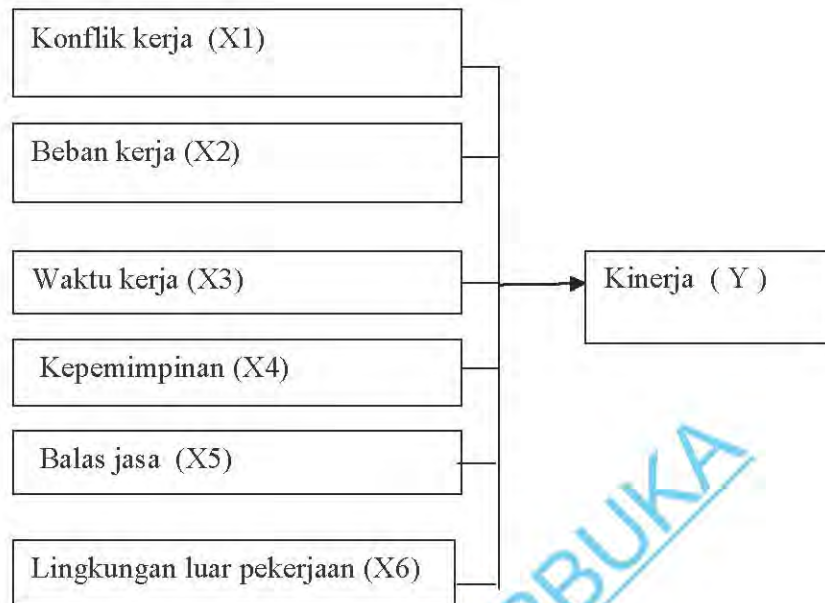 Konflik kerja (X1)
Beban kerja (X2)
Waktu kerja (X3)
Kinerja ( Y )
Kepemimpinan (X4)
Balas jasa (X5)
Lingkungan luar pekerjaan (X6)
RBUKA